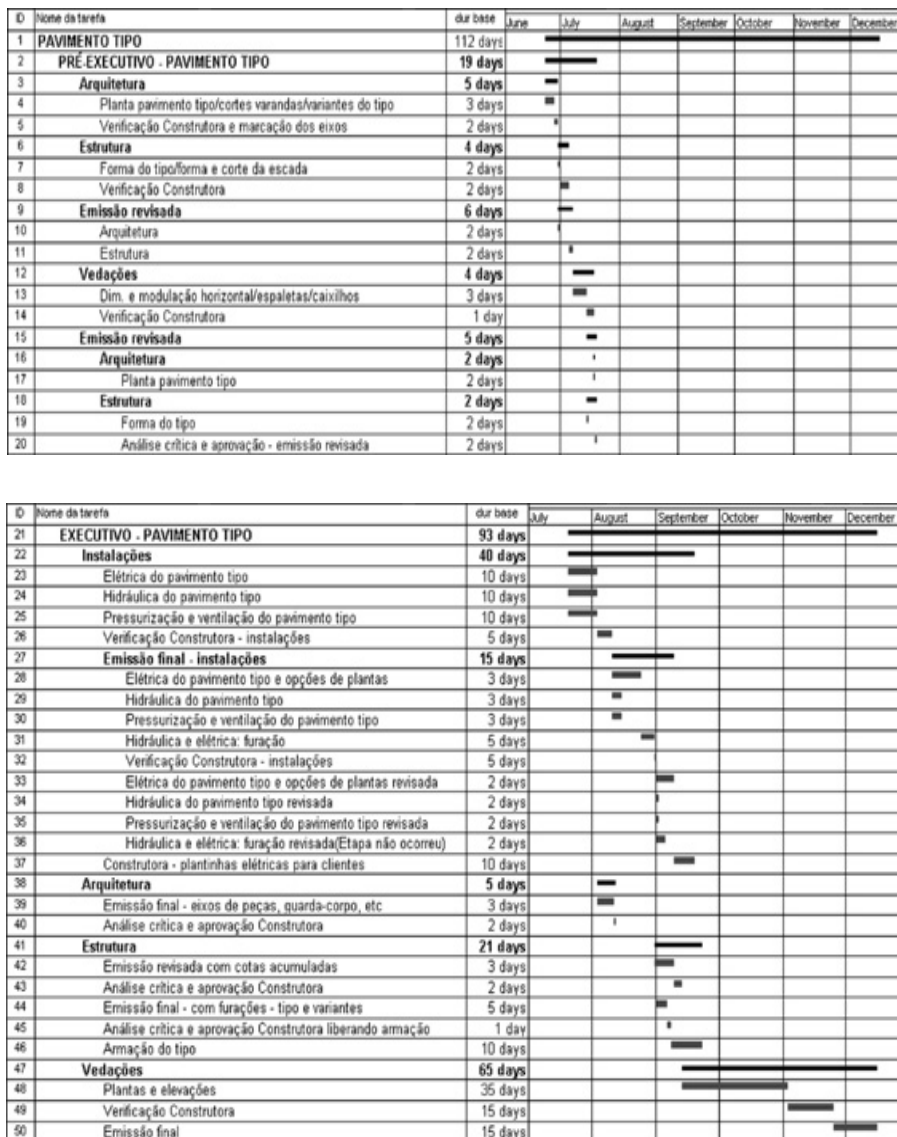 ID Nome da tarefa dur base June July August September October November December
1 PAVIMENTO TIPO 112 days
2 PRÉ-EXECUTIVO - PAVIMENTO TIPO 19 days
3 Arquitetura 5 days
4 Planta pavimento tipo/cortes varandas/variantes do tipo 3 days
5 Verificação Construtora e marcação dos eixos 2 days
6 Estrutura 4 days
7 Forma do tipo/forma e corte da escada 2 days
8 Verificação Construtora 2 days
9 Emissão revisada 6 days
10 Arquitetura 2 days
11 Estrutura 2 days
12 Vedações 4 days
13 Dim. e modulação horizontal/espaletas/caixilhos 3 days
14 Verificação Construtora 1 day
15 Emissão revisada 5 days
16 Arquitetura 2 days
17 Planta pavimento tipo 2 days
18 Estrutura 2 days
19 Forma do tipo 2 days
20 Análise crítica e aprovação - emissão revisada 2 days
ID Nome da tarefa dur base July August September October November December
21 EXECUTIVO - PAVIMENTO TIPO 93 days
22 Instalações 40 days
23 Elétrica do pavimento tipo 10 days
24 Hidráulica do pavimento tipo 10 days
25 Pressurização e ventilação do pavimento tipo 10 days
26 Verificação Construtora - instalações 5 days
27 Emissão final - instalações 15 days
28 Elétrica do pavimento tipo e opções de plantas 3 days
29 Hidráulica do pavimento tipo 3 days
30 Pressurização e ventilação do pavimento tipo 3 days
31 Hidráulica e elétrica: furação 5 days
32 Verificação Construtora - instalações 5 days
33 Elétrica do pavimento tipo e opções de plantas revisada 2 days
34 Hidráulica do pavimento tipo revisada 2 days
35 Pressurização e ventilação do pavimento tipo revisada 2 days
36 Hidráulica e elétrica: furação revisada(Etapa não ocorreu) 2 days
37 Construtora - plantinhas elétricas para clientes 10 days
38 Arquitetura 5 days
39 Emissão final - eixos de peças, guarda-corpo, etc 3 days
40 Análise crítica e aprovação Construtora 2 days
41 Estrutura 21 days
42 Emissão revisada com cotas acumuladas 3 days
43 Análise crítica e aprovação Construtora 2 days
44 Emissão final - com furações - tipo e variantes 5 days
45 Análise crítica e aprovação Construtora liberando armação 1 day
46 Armação do tipo 10 days
47 Vedações 65 days
48 Plantas e elevações 35 days
49 Verificação Construtora 15 days
50 Emissão final 15 days